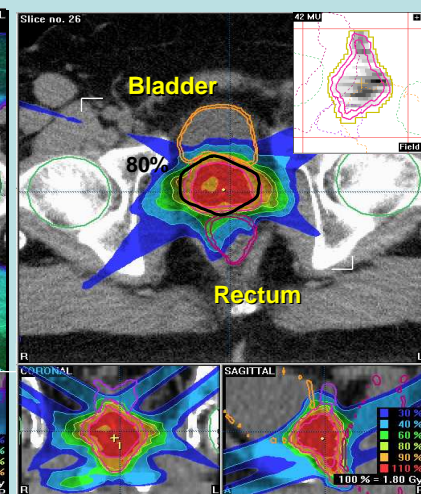 Slice no. 26
42 MU
Field
Bladder
80%
Rectum
R
L
CORONAL
SAGITTAL
30 %
40 %
60 %
80 %
90 %
110 %
100 % = 1.80 Gy
R
L